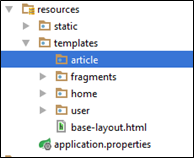 resources
static
templates
article
fragments
home
user
base-layout.html
application.properties